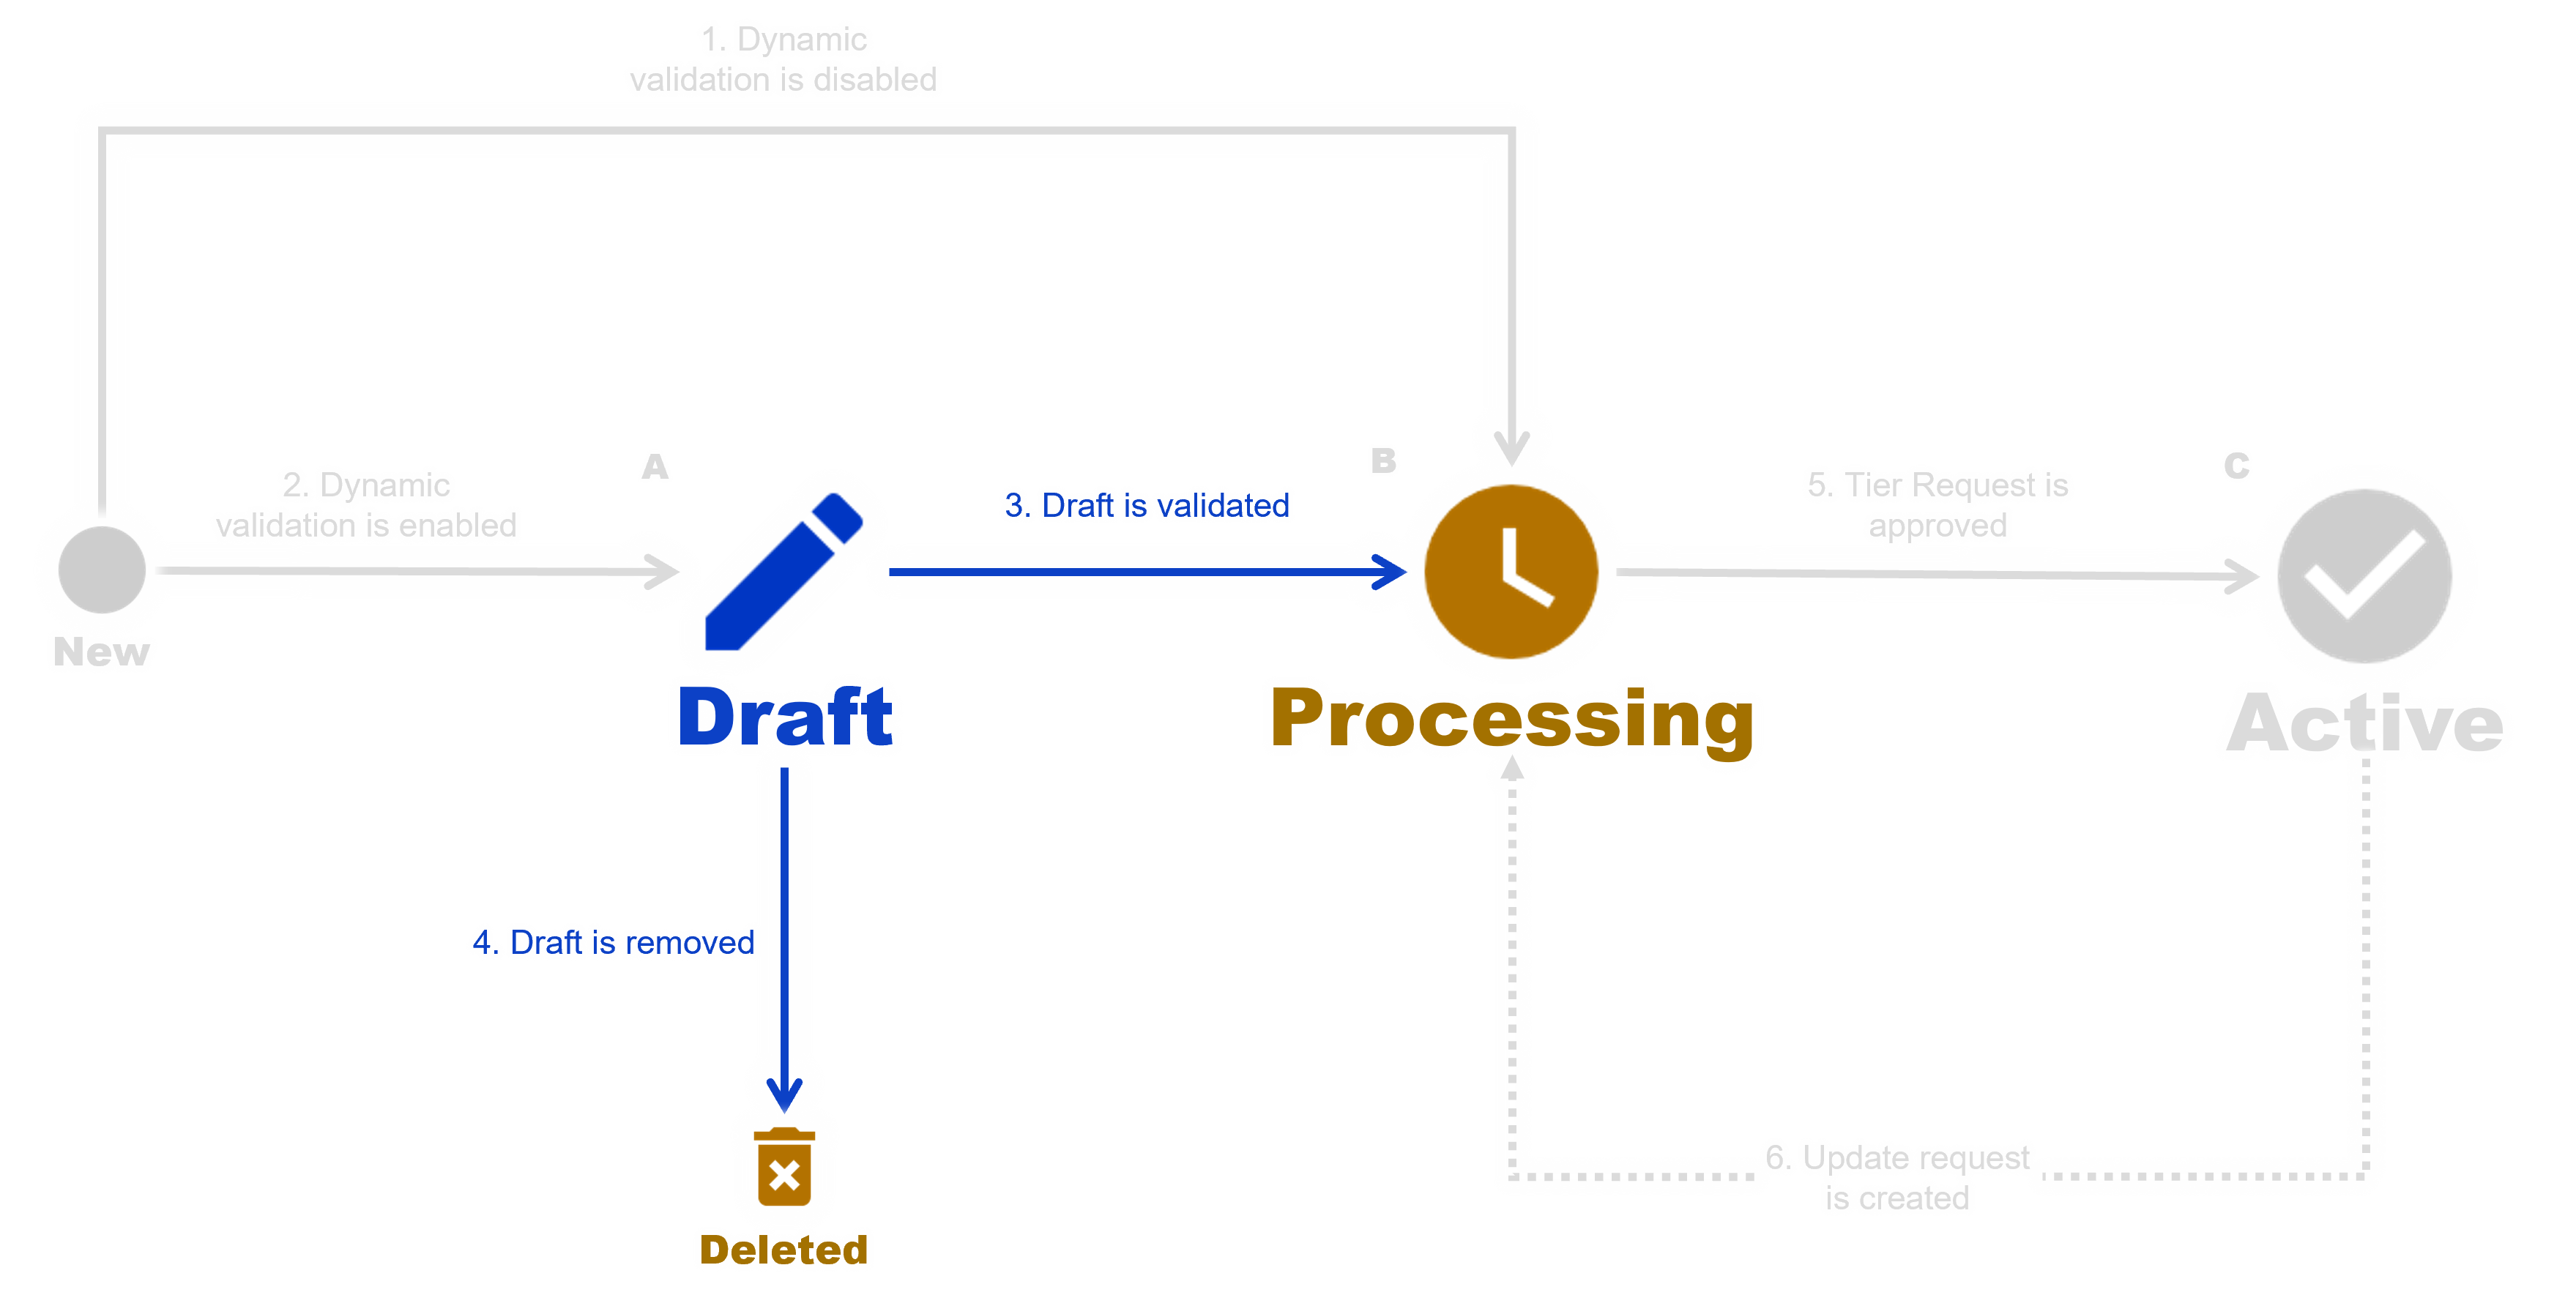 1. Dynamic
validation is disabled
2. Dynamic
validation is enabled
A
3. Draft is validated
B
5. Tier Request is
approved
C
New
Draft
Processing
Active
4. Draft is removed
6. Update request
is created
Deleted